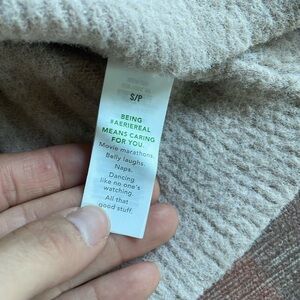 S/P
BEING
#AERIEREAL
MEANS CARING
FOR YOU.
Movie marathons.
Belly laughs.
Naps.
Dancing
like no one's
watching.
All that
good stuff.